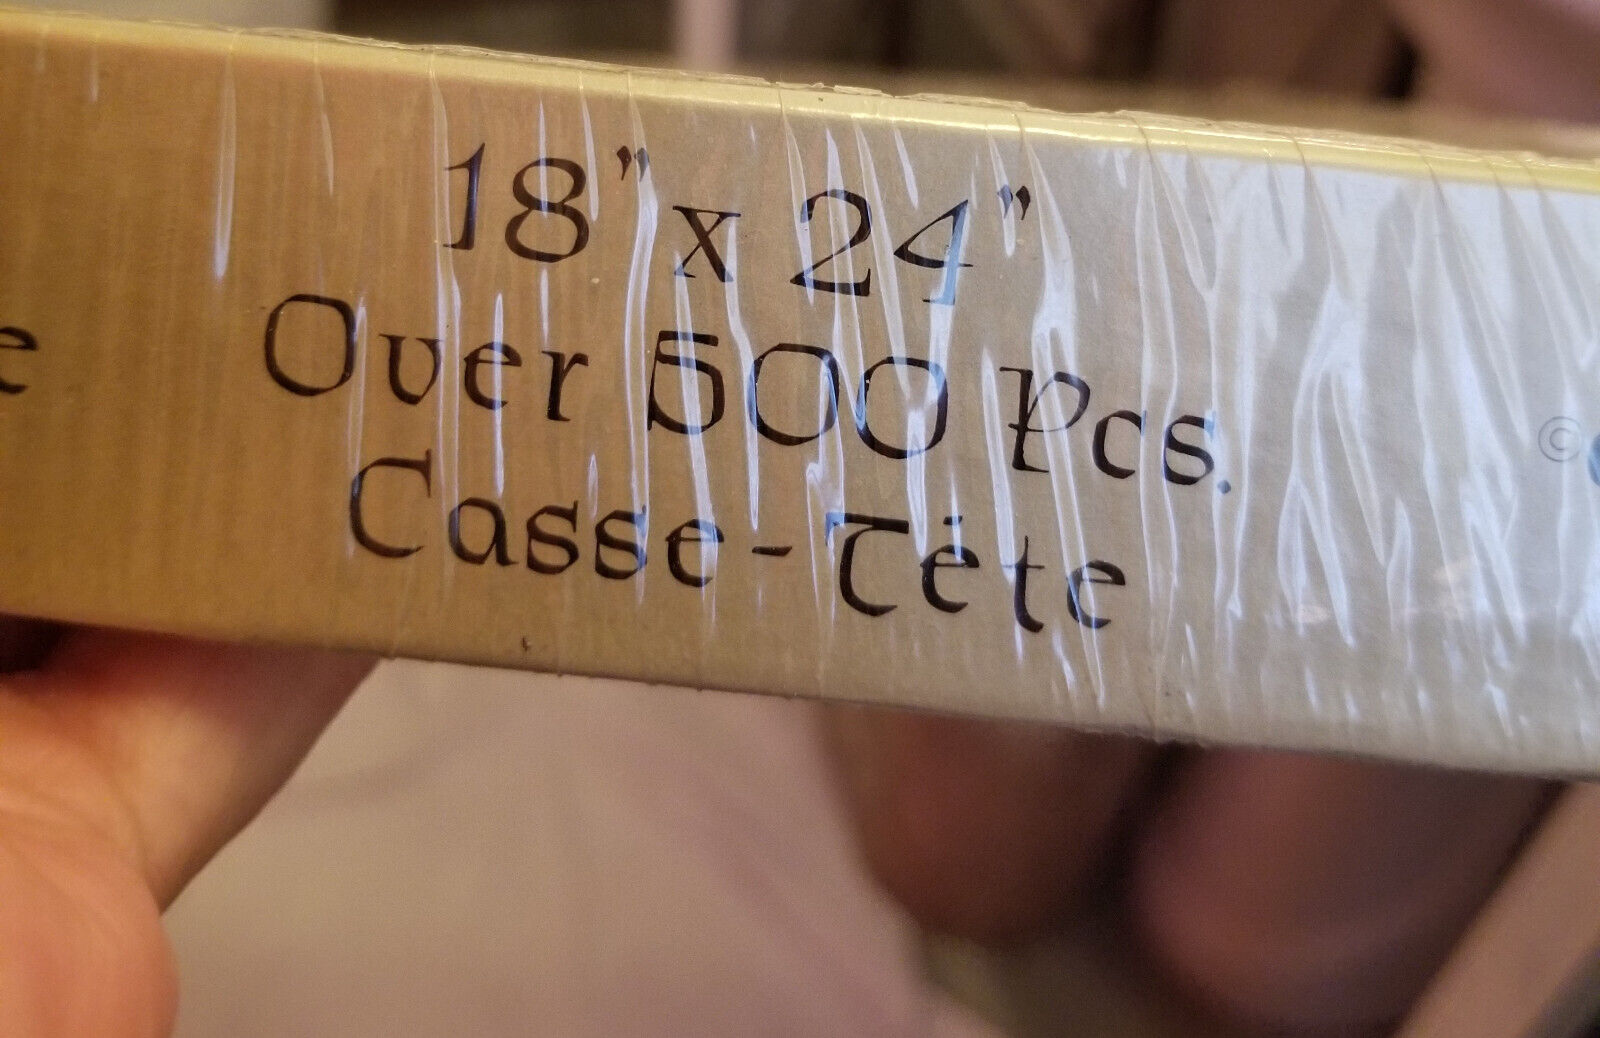 18" x 24"
Over 500 Pcs.
Casse-Tête
©